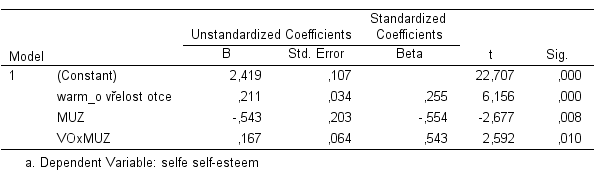 Unstandardized Coefficients Standardized Coefficients
Model B Std. Error Beta t Sig.
1 (Constant) 2,419 ,107 22,707 ,000
warm_o vřelost otce ,211 ,034 ,255 6,156 ,000
MUZ -,543 ,203 -,554 -2,677 ,008
VOxMUZ ,167 ,064 ,543 2,592 ,010
a. Dependent Variable: selfe self-esteem